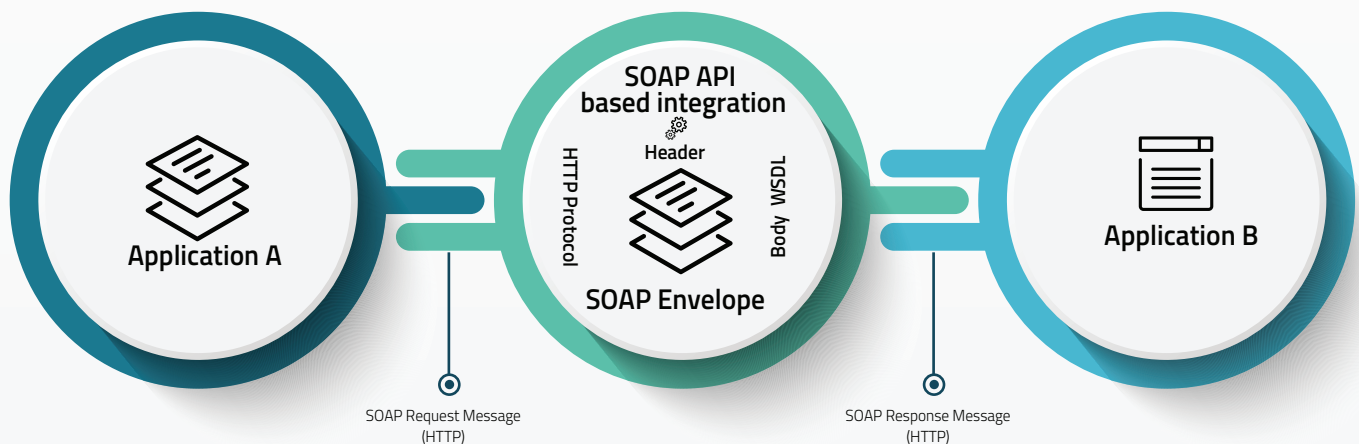 Application A
SOAP API
based integration
Header
HTTP Protocol
Body WSDL
SOAP Envelope
Application B
SOAP Request Message
(HTTP)
SOAP Response Message
(HTTP)